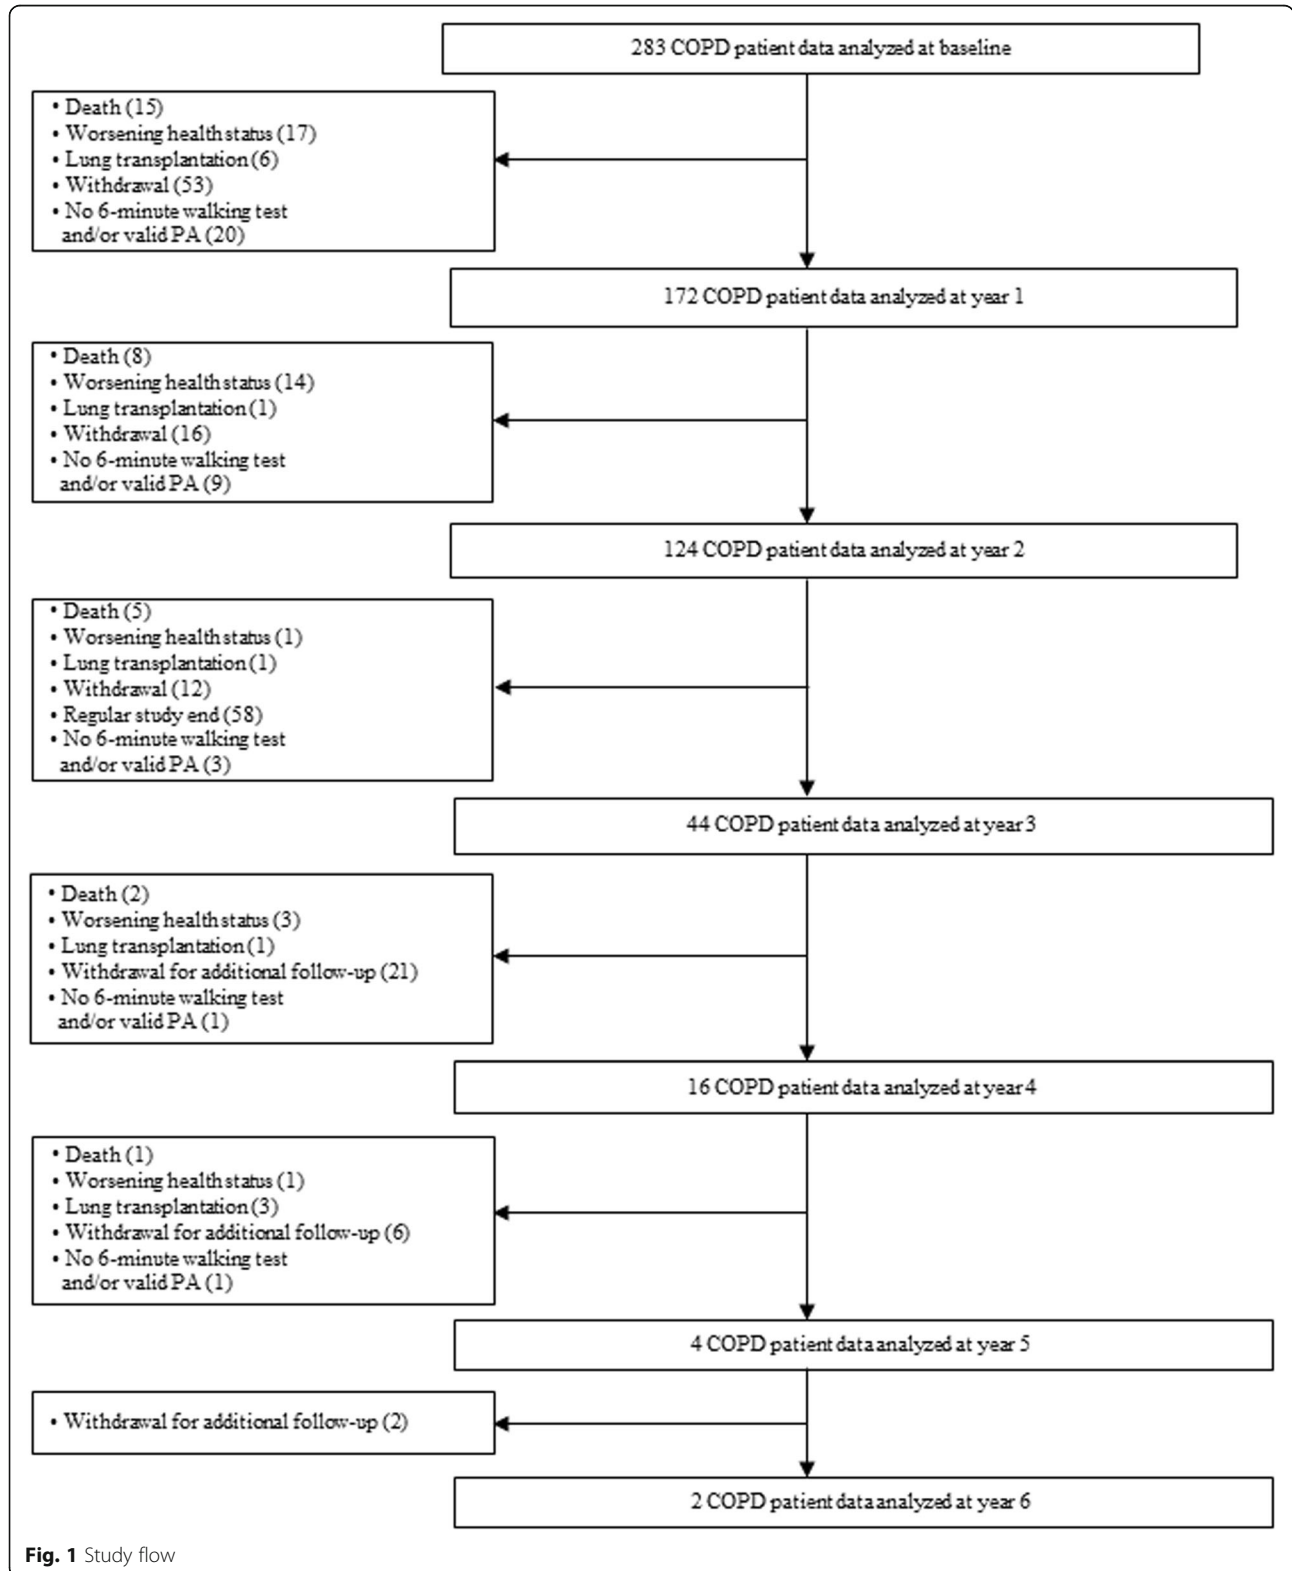 283 COPD patient data analyzed at baseline
• Death (15)
• Worsening health status (17)
• Lung transplantation (6)
• Withdrawal (53)
• No 6-minute walking test
and/or valid PA (20)
172 COPD patient data analyzed at year 1
• Death (8)
• Worsening health status (14)
• Lung transplantation (1)
• Withdrawal (16)
• No 6-minute walking test
and/or valid PA (9)
124 COPD patient data analyzed at year 2
• Death (5)
• Worsening health status (1)
• Lung transplantation (1)
• Withdrawal (12)
• Regular study end (58)
• No 6-minute walking test
and/or valid PA (3)
44 COPD patient data analyzed at year 3
• Death (2)
• Worsening health status (3)
• Lung transplantation (1)
• Withdrawal for additional follow-up (21)
• No 6-minute walking test
and/or valid PA (1)
16 COPD patient data analyzed at year 4
• Death (1)
• Worsening health status (1)
• Lung transplantation (3)
• Withdrawal for additional follow-up (6)
• No 6-minute walking test
and/or valid PA (1)
4 COPD patient data analyzed at year 5
• Withdrawal for additional follow-up (2)
2 COPD patient data analyzed at year 6
Fig. 1 Study flow